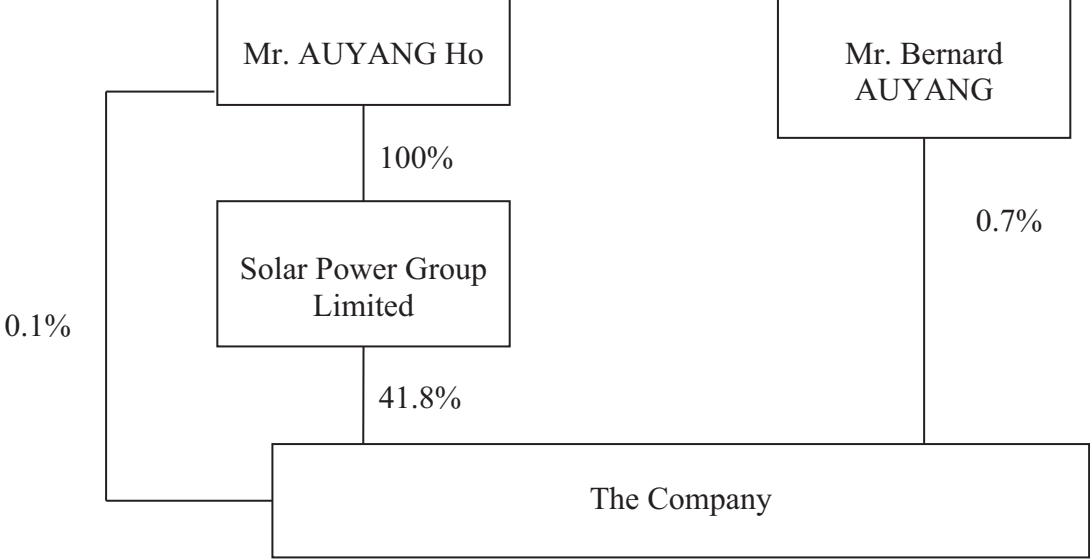 Mr. AUYANG Ho
Mr. Bernard
AUYANG
100%
0.7%
Solar Power Group
Limited
0.1%
41.8%
The Company